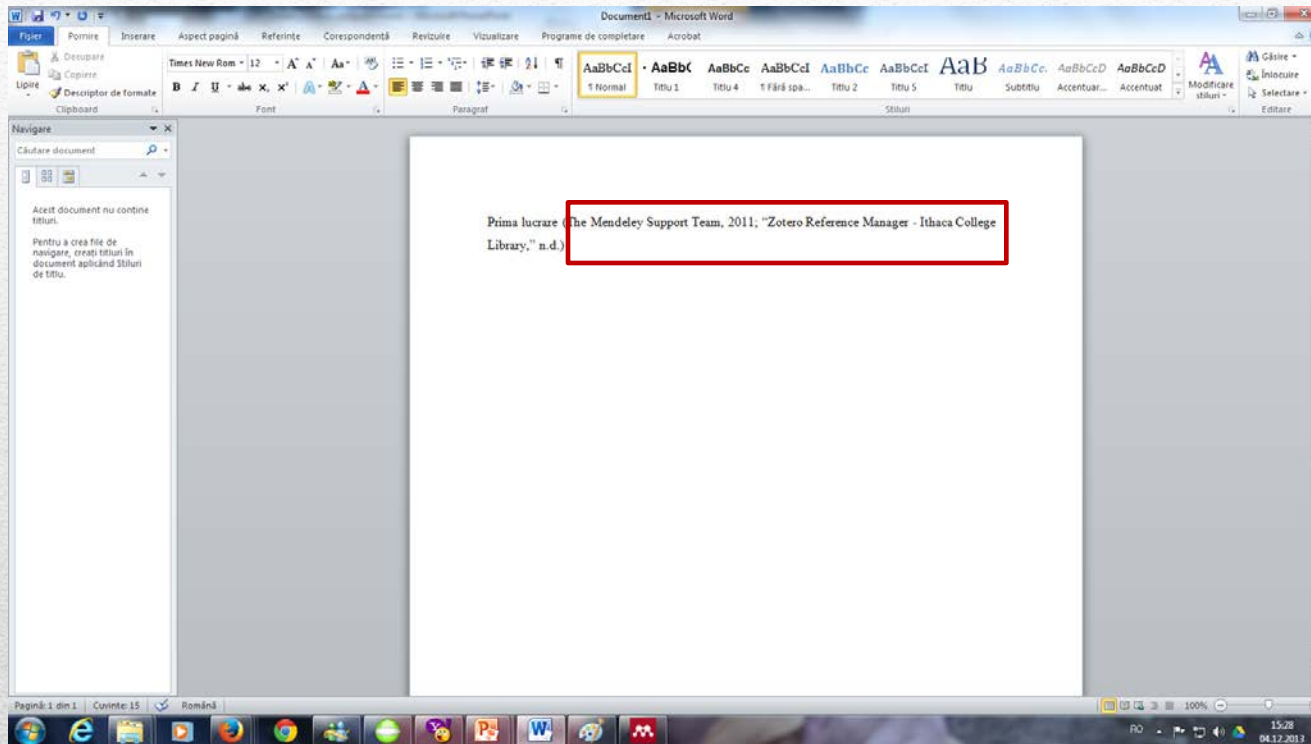 Document1 - Microsoft Word
Fișier Pornire Inserare Aspect pagină Referințe Corespondență Revizuire Vizualizare Programe de completare Acrobat
Lipire
Decupare
Copiere
Descriptor de formate
Clipboard
Times New Rom 12
Font
Paragraf
AaBbCcI AaBbC AaBbCc AaBbCcI AaBbCc AaBbCcI AaB AaBbCc. AaBbCcD AaBbCcD
¶ Normal Titlu 1 Titlu 4 ¶ Fără spa... Titlu 2 Titlu 5 Titlu Subtitlu Accentuar... Accentuat
Stiluri
Modificare
stiluri
Găsire
Înlocuire
Selectare
Editare
Navigare
Căutare document
Acest document nu conține
titluri.
Pentru a crea file de
navigare, creați titluri în
document aplicând Stiluri
de titlu.
Prima lucrare (The Mendeley Support Team, 2011; “Zotero Reference Manager - Ithaca College
Library,” n.d.)
Pagină: 1 din 1 Cuvinte: 15 Română
100%
RO
15:28
04.12.2013